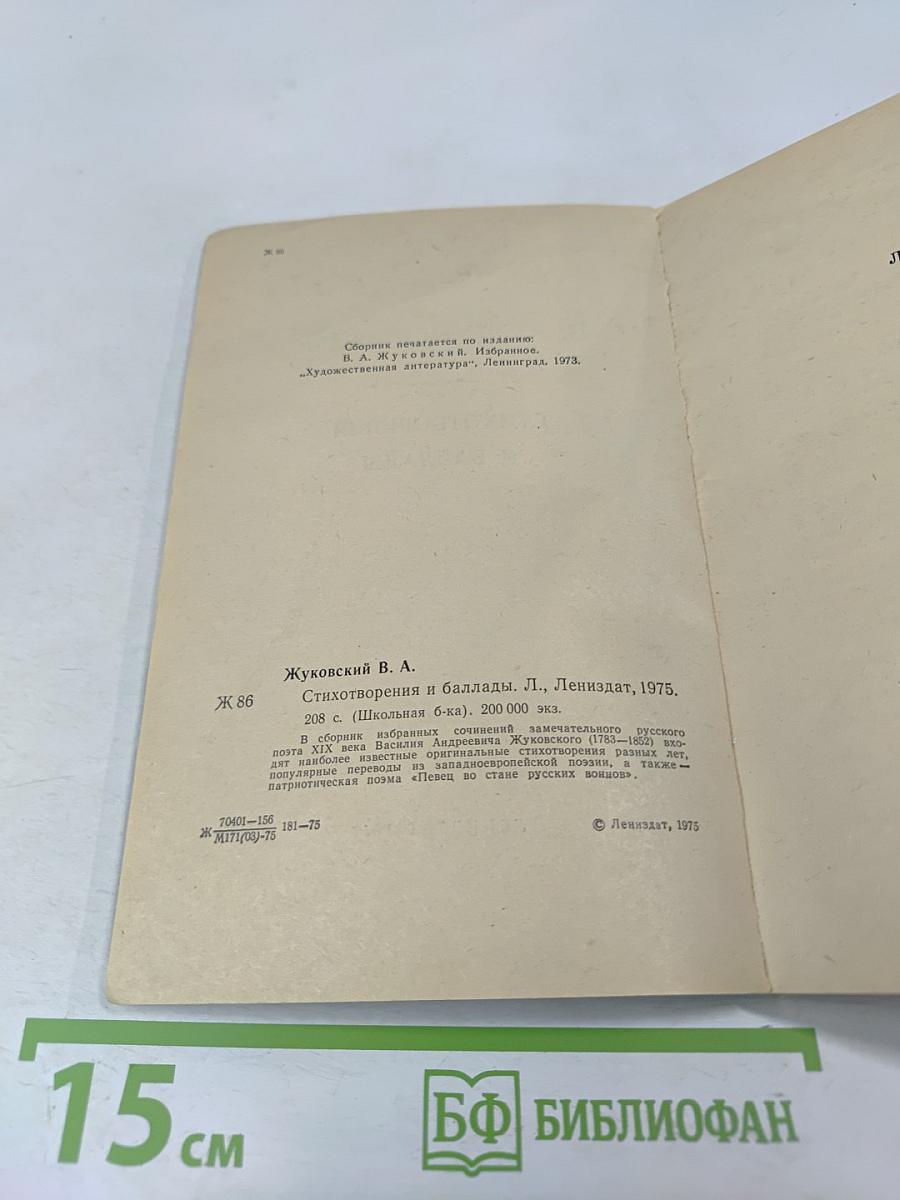 Ж 86
Сборник печатается по изданию:
В. А. Жуковский. Избранное.
„Художественная литература“, Ленинград, 1973.
Жуковский В. А.
Ж 86
Стихотворения и баллады. Л., Лениздат, 1975.
208 с. (Школьная б-ка). 200 000 экз.
В сборник избранных сочинений замечательного русского
поэта XIX века Василия Андреевича Жуковского (1783—1852) вхо-
дят наиболее известные оригинальные стихотворения разных лет,
популярные переводы из западноевропейской поэзии, а также —
патриотическая поэма «Певец во стане русских воинов».
70401—156
Ж М171(03)-75 181—75
© Лениздат, 1975
15 см
БФ БИБЛИОФАН